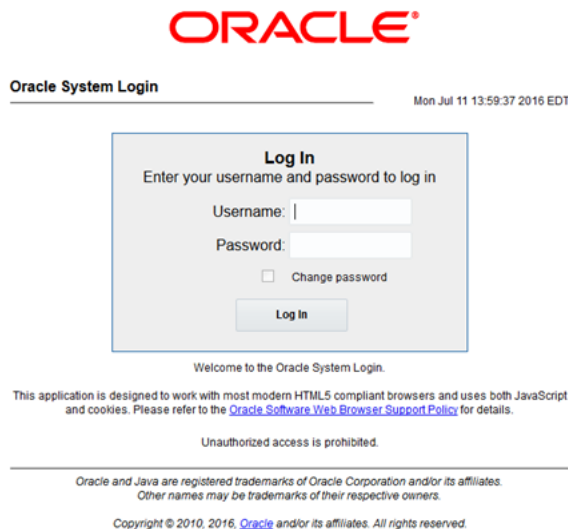 ORACLE®
Oracle System Login
Mon Jul 11 13:59:37 2016 EDT
Log In
Enter your username and password to log in
Username:
Password:
Change password
Log In
Welcome to the Oracle System Login.
This application is designed to work with most modern HTML5 compliant browsers and uses both JavaScript
and cookies. Please refer to the Oracle Software Web Browser Support Policy for details.
Unauthorized access is prohibited.
Oracle and Java are registered trademarks of Oracle Corporation and/or its affiliates.
Other names may be trademarks of their respective owners.
Copyright © 2010, 2016, Oracle and/or its affiliates. All rights reserved.